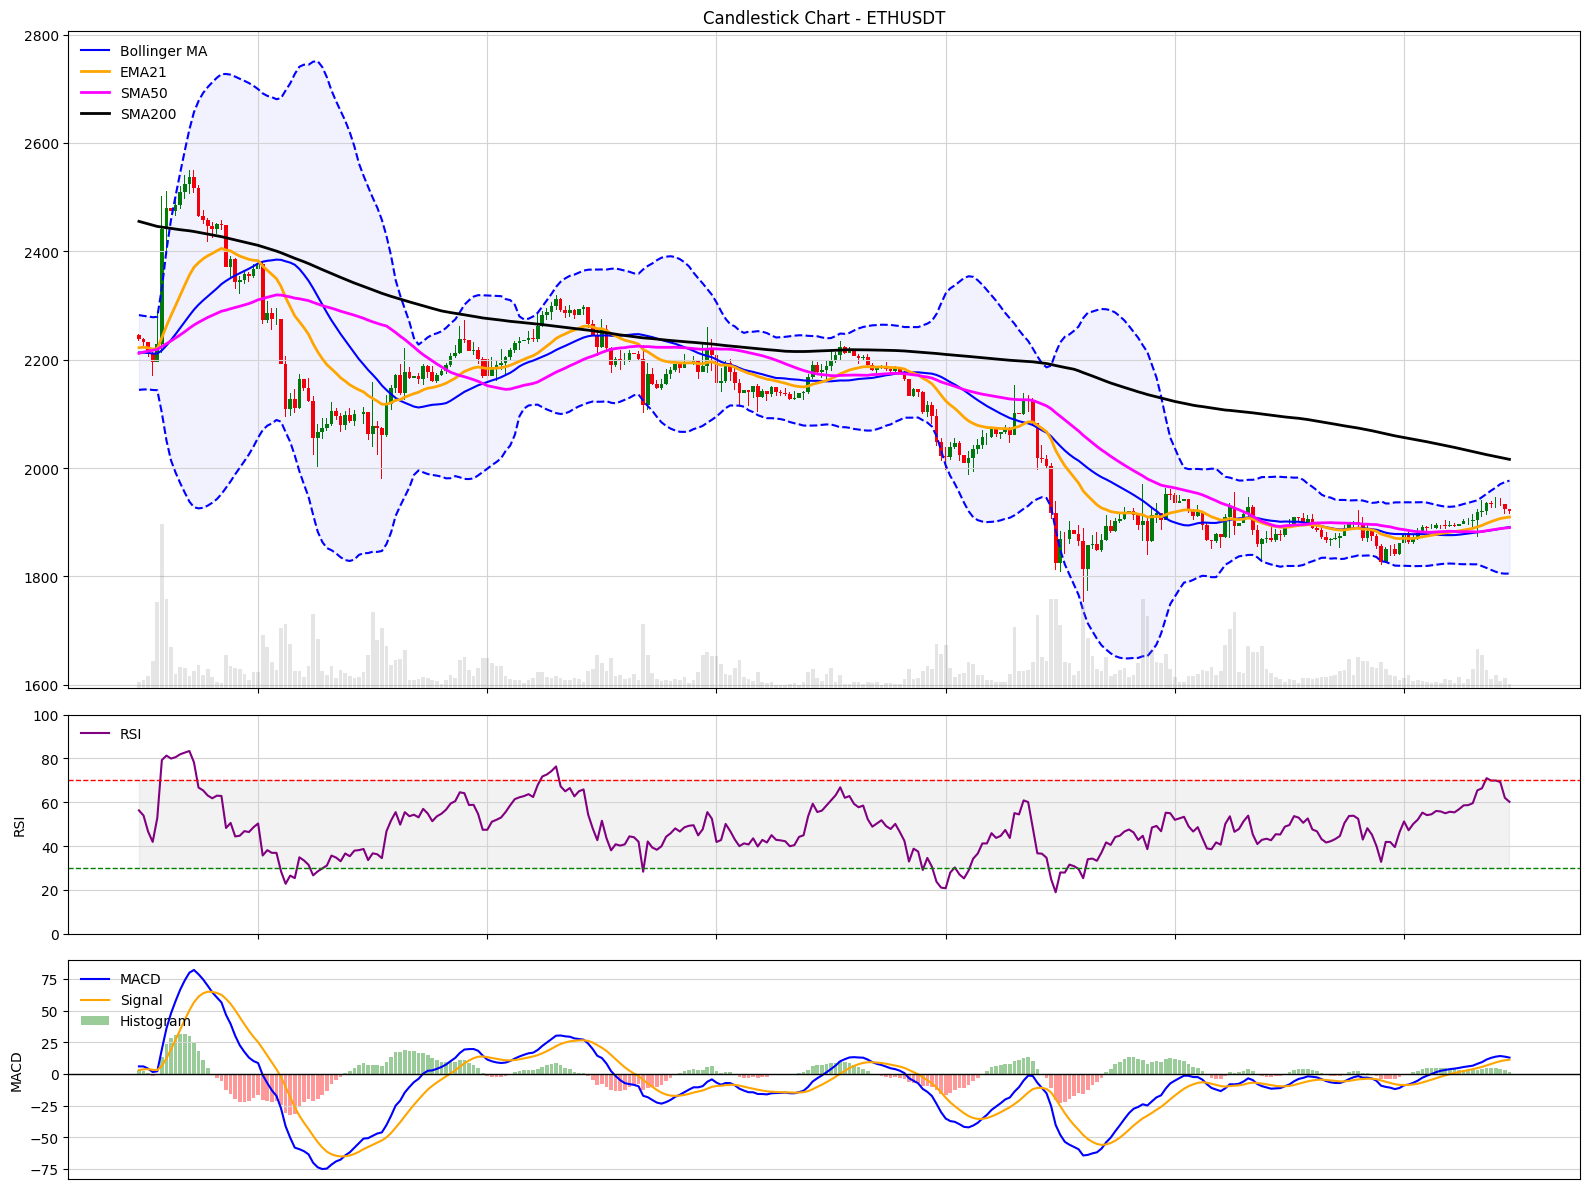 Candlestick Chart - ETHUSDT
Bollinger MA
EMA21
SMA50
SMA200
2800
2600
2400
2200
2000
1800
1600
RSI
RSI
100
80
60
40
20
0
MACD
Signal
Histogram
MACD
75
50
25
0
−25
−50
−75